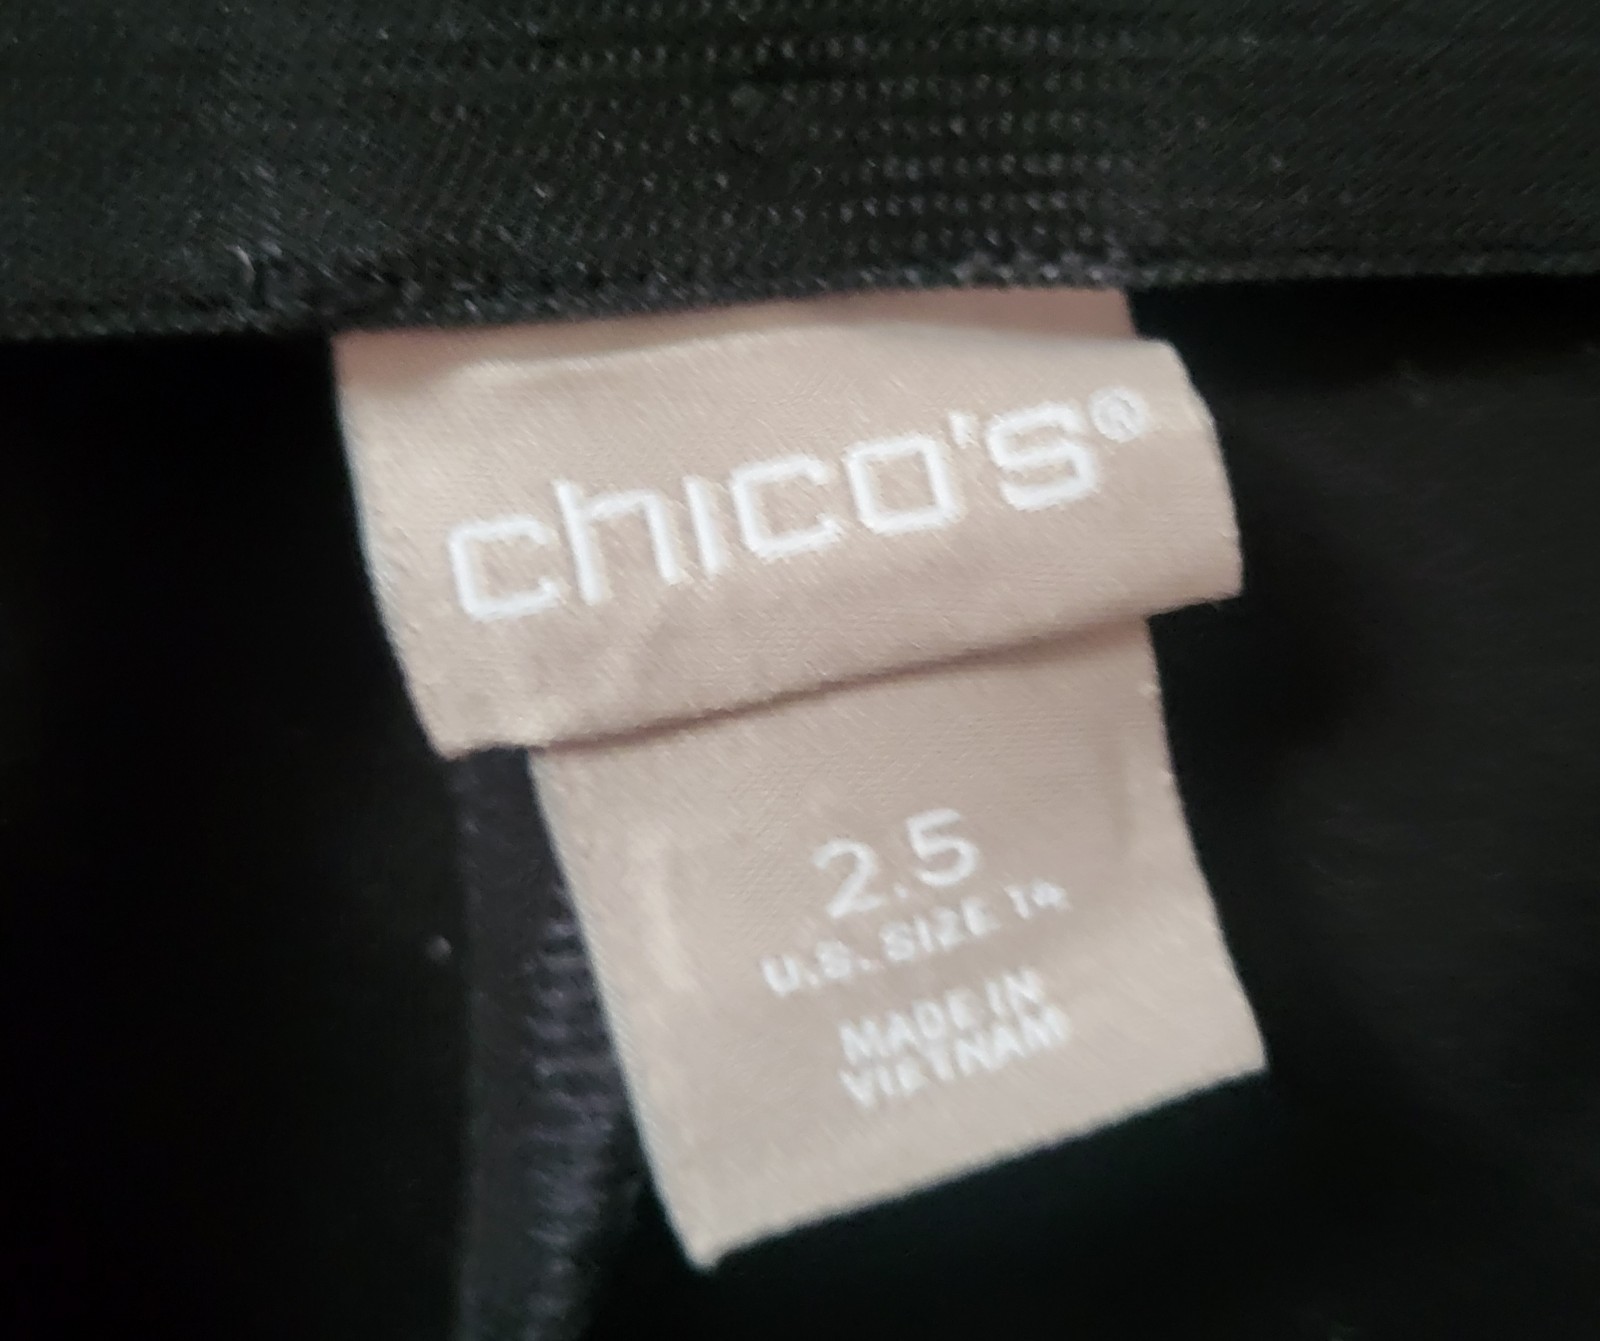 chico's®
2.5
U.S. SIZE 14
MADE IN
VIETNAM